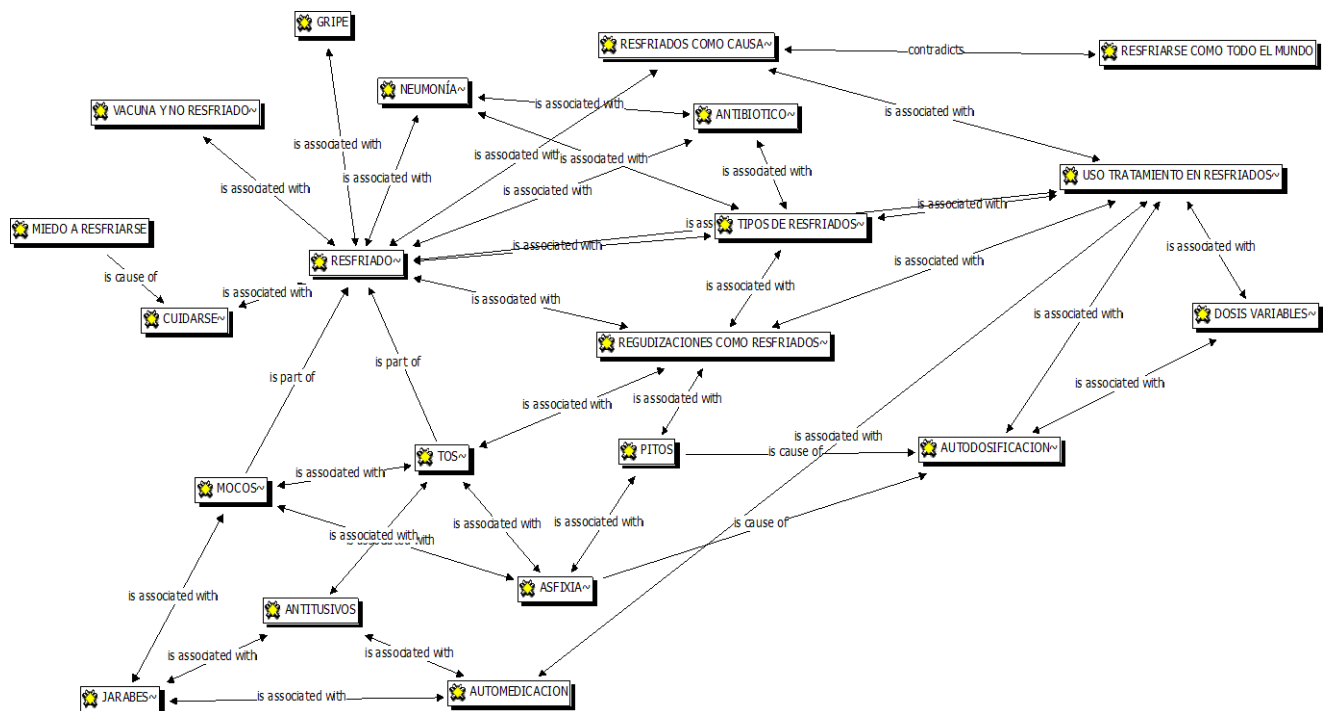 GRIPE
RESFRIADOS COMO CAUSA~
contradicts
RESFRIARSE COMO TODO EL MUNDO
NEUMONÍA~
is associated with
VACUNA Y NO RESFRIADO~
ANTIBIOTICO~
is associated with
is associated with
is associated with
is associated with
is associated with
is associated with
USO TRATAMIENTO EN RESFRIADOS~
is associated with
is associated with
MIEDO A RESFRIARSE
TIPOS DE RESFRIADOS~
is associated with
is associated with
is associated with
RESFRIADO~
is cause of
is associated with
is associated with
is associated with
is associated with
CUIDARSE~
is associated with
DOSIS VARIABLES~
REGUDIZACIONES COMO RESFRIADOS~
is part of
is part of
is associated with
is associated with
is associated with
is associated with
TOS~
PITOS
is cause of
AUTODOSIFICACION~
is associated with
MOCOS~
is associated with
is associated with
is cause of
is associated with
is associated with
ASFIXIA~
is associated with
ANTITUSIVOS
is associated with
is associated with
JARABES~
is associated with
AUTOMEDICACION